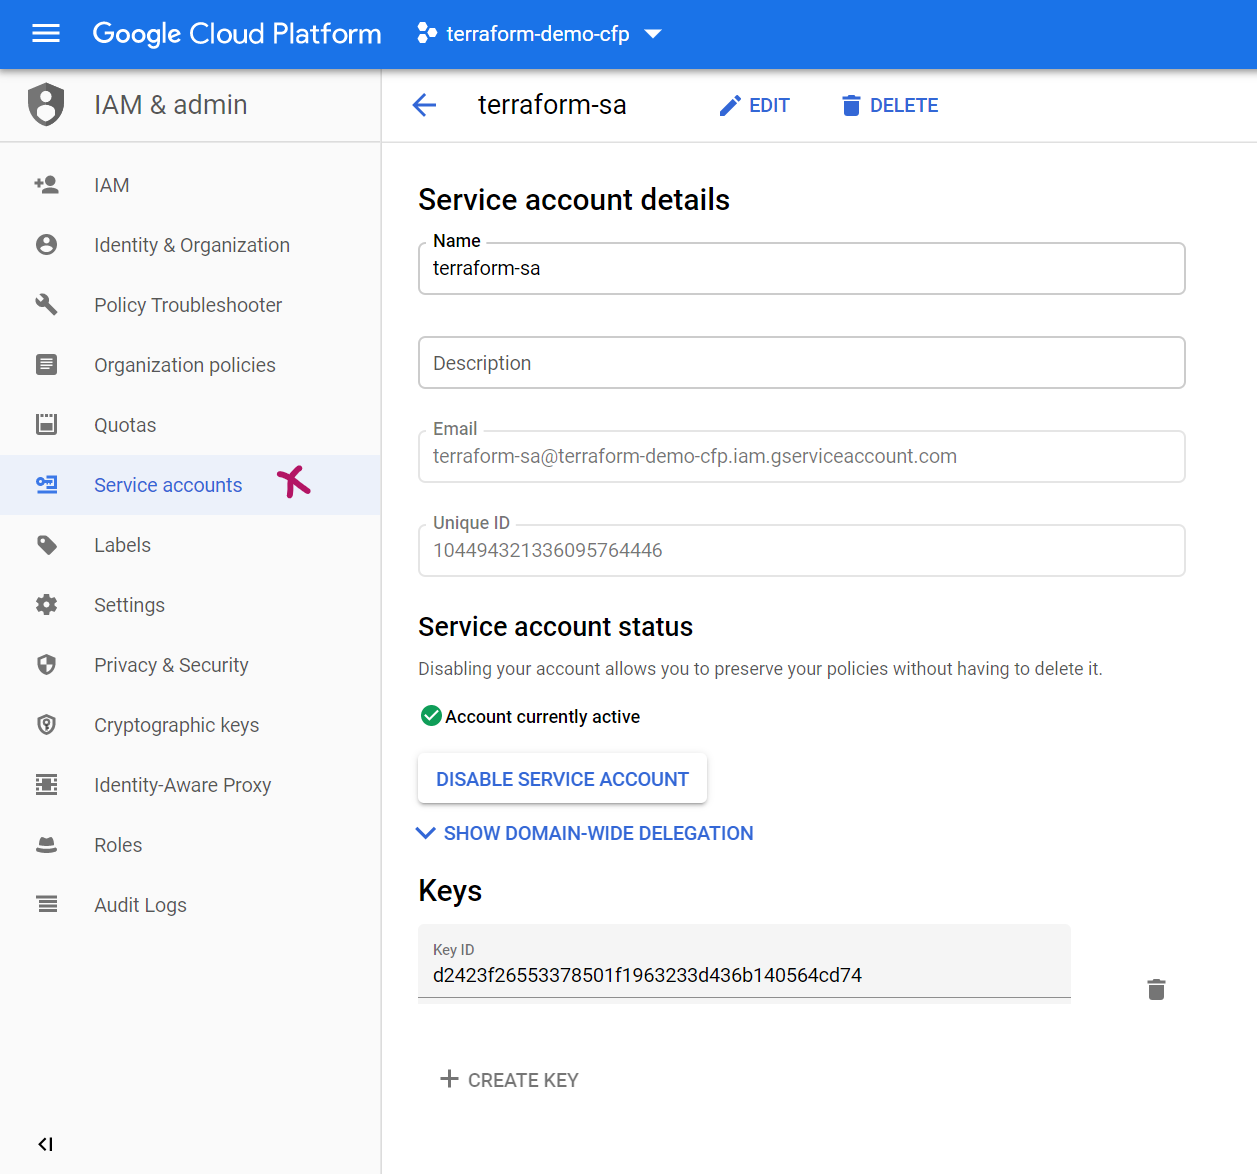 Google Cloud Platform
terraform-demo-cfp
IAM & admin
terraform-sa
EDIT
DELETE
IAM
Identity & Organization
Policy Troubleshooter
Organization policies
Quotas
Service accounts
Labels
Settings
Privacy & Security
Cryptographic keys
Identity-Aware Proxy
Roles
Audit Logs
Service account details
Name
terraform-sa
Description
Email
terraform-sa@terraform-demo-cfp.iam.gserviceaccount.com
Unique ID
104494321336095764446
Service account status
Disabling your account allows you to preserve your policies without having to delete it.
Account currently active
DISABLE SERVICE ACCOUNT
SHOW DOMAIN-WIDE DELEGATION
Keys
Key ID
d2423f26553378501f1963233d436b140564cd74
CREATE KEY